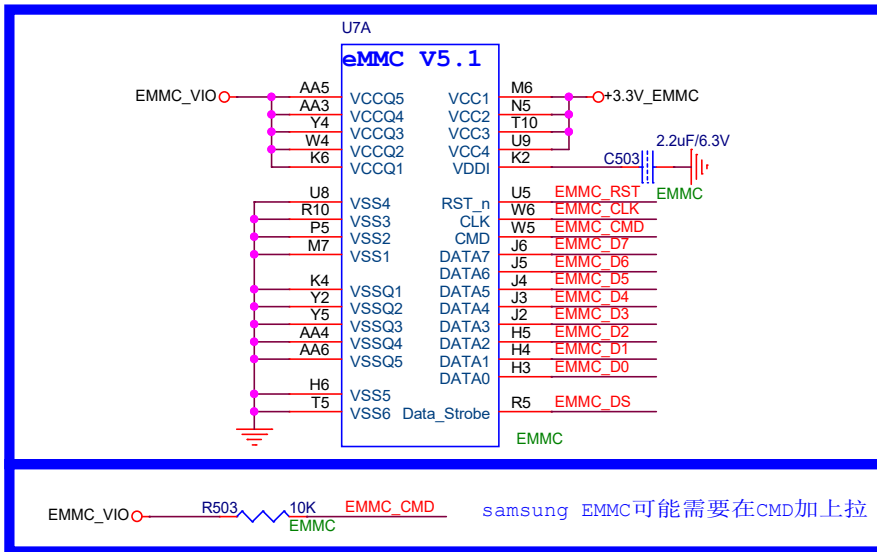 U7A
eMMC V5.1
EMMC_VIO
AA5 VCCQ5 VCC1 M6 +3.3V_EMMC
AA3 VCCQ4 VCC2 N5
Y4 VCCQ3 VCC3 T10
W4 VCCQ2 VCC4 U9
K6 VCCQ1 VDDI K2 C503 2.2uF/6.3V
EMMC
U8 VSS4 RST_n U5 EMMC_RST
R10 VSS3 CLK W6 EMMC_CLK
P5 VSS2 CMD W5 EMMC_CMD
M7 VSS1 DATA7 J6 EMMC_D7
DATA6 J5 EMMC_D6
K4 VSSQ1 DATA5 J4 EMMC_D5
Y2 VSSQ2 DATA4 J3 EMMC_D4
Y5 VSSQ3 DATA3 J2 EMMC_D3
AA4 VSSQ4 DATA2 H5 EMMC_D2
AA6 VSSQ5 DATA1 H4 EMMC_D1
DATA0 H3 EMMC_D0
H6 VSS5
T5 VSS6 Data_Strobe R5 EMMC_DS
EMMC
EMMC_VIO R503 10K EMMC_CMD
EMMC
samsung EMMC可能需要在CMD加上拉